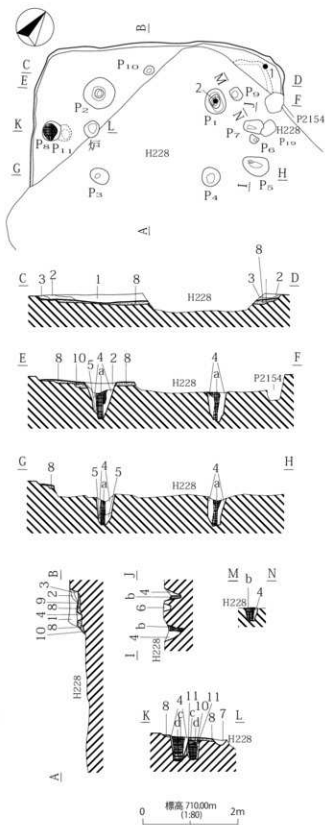 B
C
E
P10
1
D
F
M
2
P9
J
P2
P1
N
K
L
P7
H228
P2154
P8 P11 炉
P6 P19
G
H228
P3
P4
I
P5
H
A
C 3 2 1 8 H228 8 3 2 D
E 8 10 5 4 a 2 8 H228 4 a P2154 F
G 8 5 4 a 5 H228 4 a H
B 3 2 9 8 1 4 8 10
H228
A
J b 4 6 b 4 H228 I
M b 4 N
H228
K 8 4 11 10 11 8 7 L
c d c d H228
標高 710.00m
(1:80)
0 2m